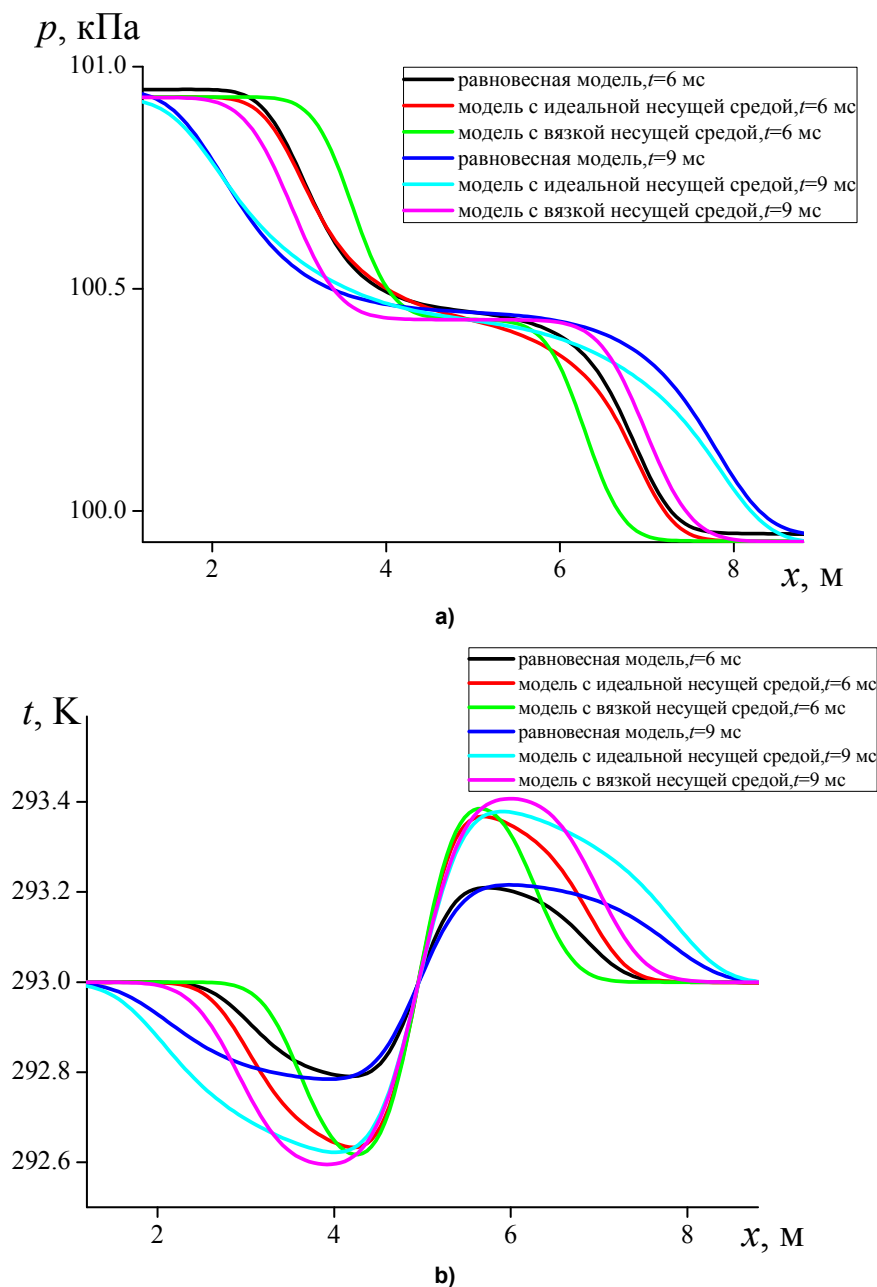 p, кПа
101.0
100.5
100.0
равновесная модель,t=6 мс
модель с идеальной несущей средой,t=6 мс
модель с вязкой несущей средой,t=6 мс
равновесная модель,t=9 мс
модель с идеальной несущей средой,t=9 мс
модель с вязкой несущей средой,t=9 мс
2 4 6 8
x, м
a)
равновесная модель,t=6 мс
модель с идеальной несущей средой,t=6 мс
модель с вязкой несущей средой,t=6 мс
равновесная модель,t=9 мс
модель с идеальной несущей средой,t=9 мс
модель с вязкой несущей средой,t=9 мс
t, K
293.4
293.2
293.0
292.8
292.6
2 4 6 8
x, м
b)